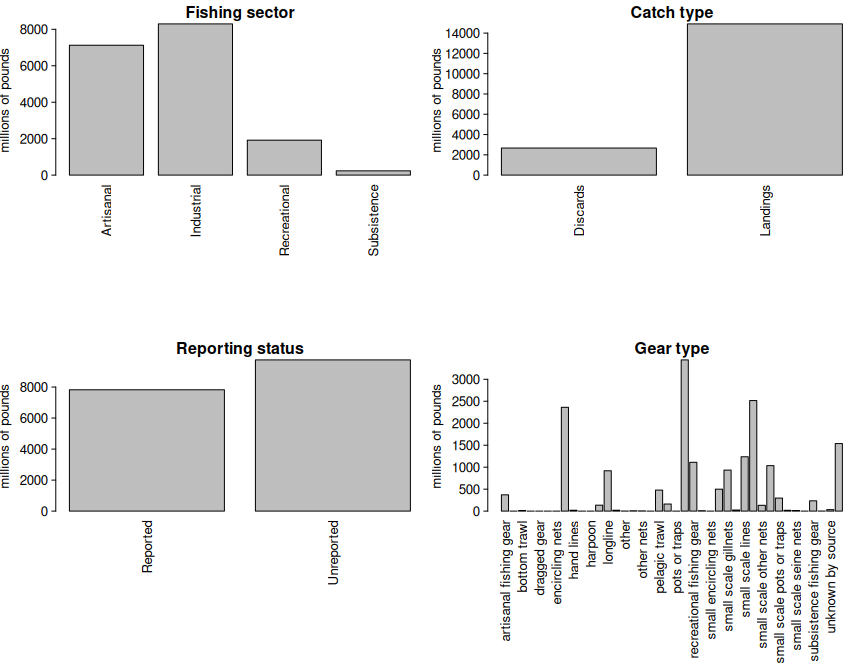 Fishing sector
millions of pounds
8000
6000
4000
2000
0
Artisanal
Industrial
Recreational
Subsistence
Catch type
millions of pounds
14000
12000
10000
8000
6000
4000
2000
0
Discards
Landings
Reporting status
millions of pounds
8000
6000
4000
2000
0
Reported
Unreported
Gear type
millions of pounds
3000
2500
2000
1500
1000
500
0
artisanal fishing gear
bottom trawl
dragged gear
encircling nets
hand lines
harpoon
longline
other
other nets
pelagic trawl
pots or traps
recreational fishing gear
small encircling nets
small scale gillnets
small scale lines
small scale other nets
small scale pots or traps
small scale seine nets
subsistence fishing gear
unknown by source